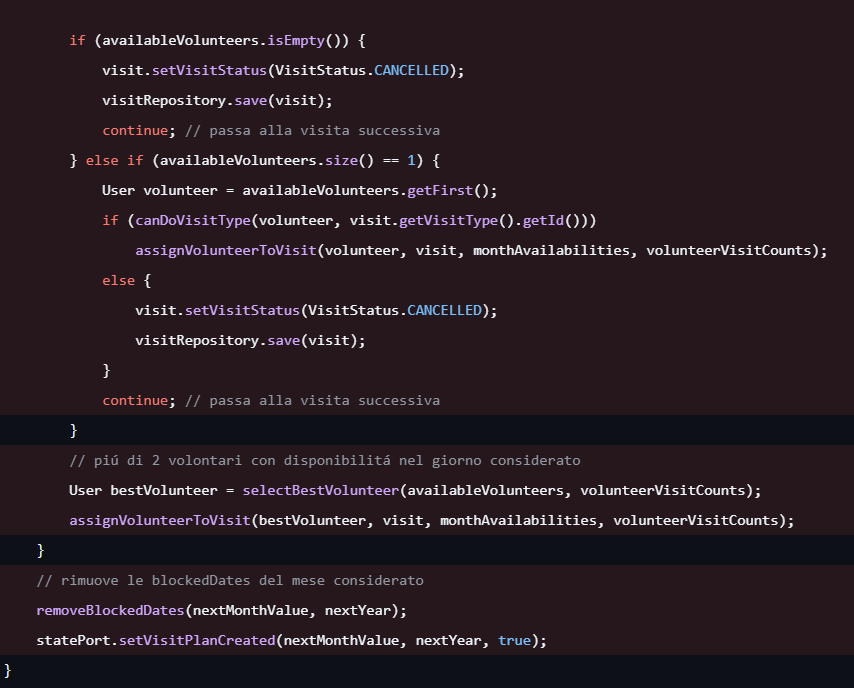 if (availableVolunteers.isEmpty()) {
visit.setVisitStatus(VisitStatus.CANCELLED);
visitRepository.save(visit);
continue; // passa alla visita successiva
} else if (availableVolunteers.size() == 1) {
User volunteer = availableVolunteers.getFirst();
if (canDoVisitType(volunteer, visit.getVisitType().getId()))
assignVolunteerToVisit(volunteer, visit, monthAvailabilities, volunteerVisitCounts);
else {
visit.setVisitStatus(VisitStatus.CANCELLED);
visitRepository.save(visit);
}
continue; // passa alla visita successiva
}
// piú di 2 volontari con disponibilitá nel giorno considerato
User bestVolunteer = selectBestVolunteer(availableVolunteers, volunteerVisitCounts);
assignVolunteerToVisit(bestVolunteer, visit, monthAvailabilities, volunteerVisitCounts);
}
// rimuove le blockedDates del mese considerato
removeBlockedDates(nextMonthValue, nextYear);
statePort.setVisitPlanCreated(nextMonthValue, nextYear, true);
}